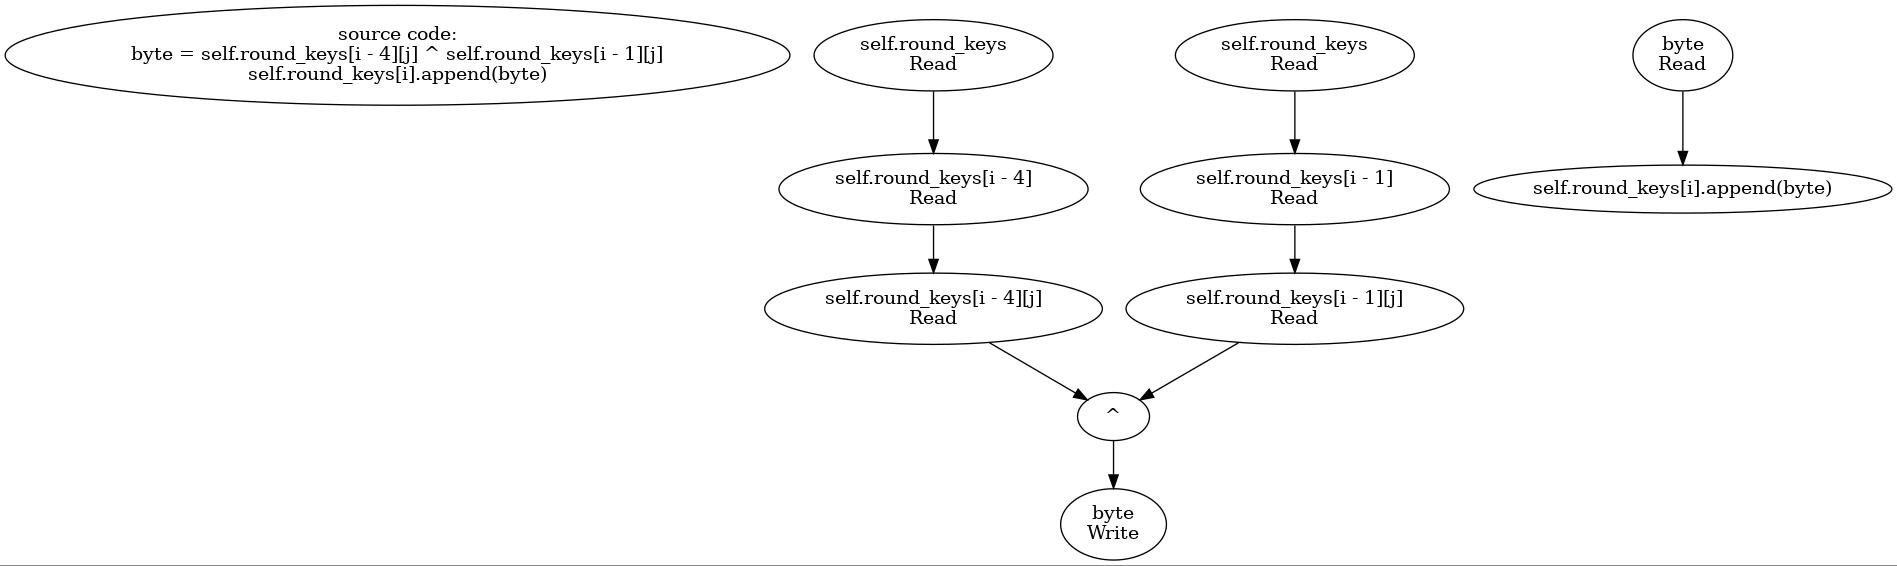 source code:
byte = self.round_keys[i - 4][j] ^ self.round_keys[i - 1][j]
self.round_keys[i].append(byte)
self.round_keys
Read
self.round_keys
Read
byte
Read
self.round_keys[i - 4]
Read
self.round_keys[i - 1]
Read
self.round_keys[i].append(byte)
self.round_keys[i - 4][j]
Read
self.round_keys[i - 1][j]
Read
^
byte
Write